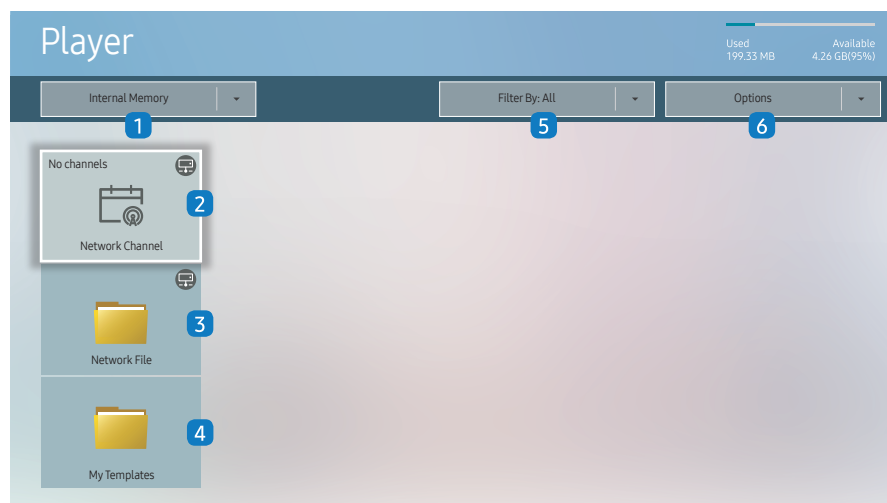 Player
Used
199.33 MB
Available
4.26 GB(95%)
Internal Memory
Filter By: All
Options
1
5
6
No channels
2
Network Channel
3
Network File
4
My Templates